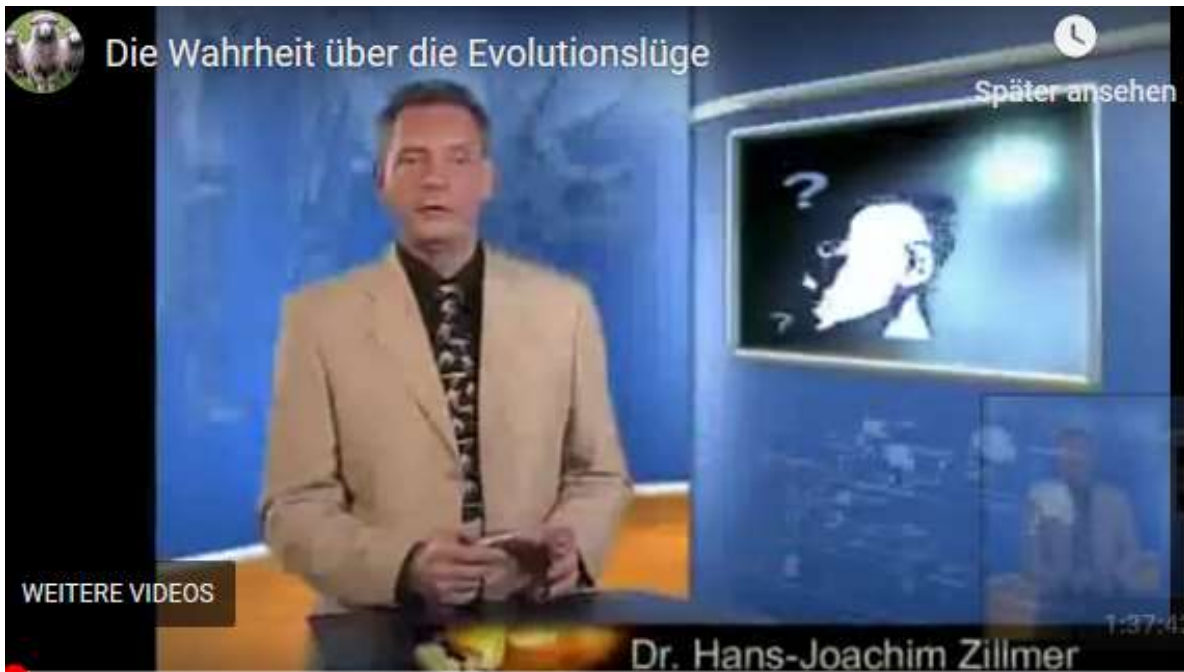 Die Wahrheit über die Evolutionslüge
Später ansehen
?
?
WEITERE VIDEOS
1:37:42
Dr. Hans-Joachim Zillmer